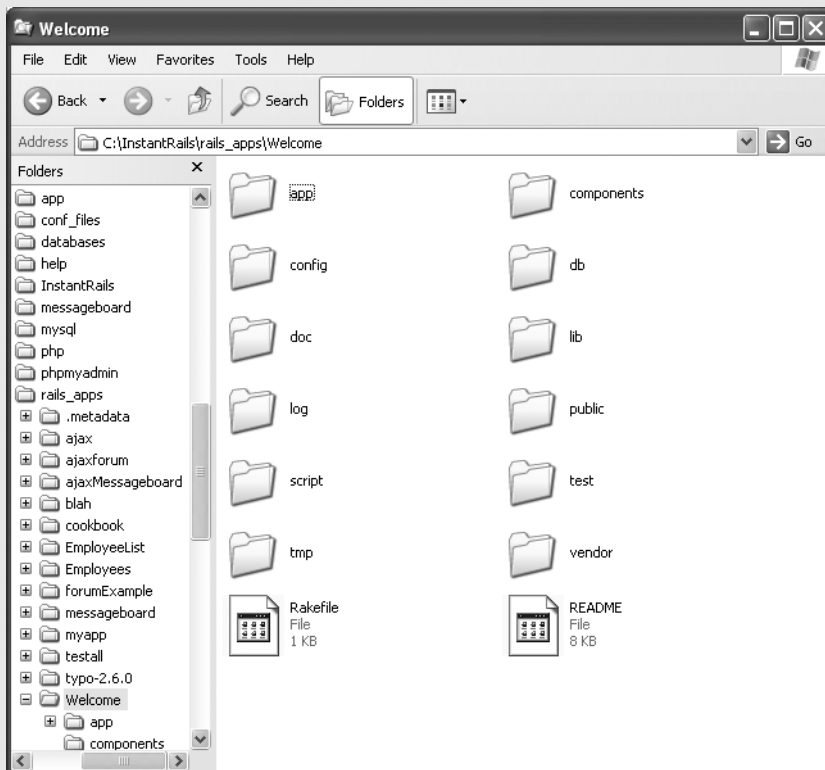 Welcome
File Edit View Favorites Tools Help
Back Search Folders
Address C:\InstantRails\rails_apps\Welcome Go
Folders
app
conf_files
databases
help
InstantRails
messageboard
mysql
php
phpmyadmin
rails_apps
.metadata
ajax
ajaxforum
ajaxMessageboard
blah
cookbook
EmployeeList
Employees
forumExample
messageboard
myapp
testall
typo-2.6.0
Welcome
app
components
app components
config db
doc lib
log public
script test
tmp vendor
Rakefile README
File File
1 KB 8 KB